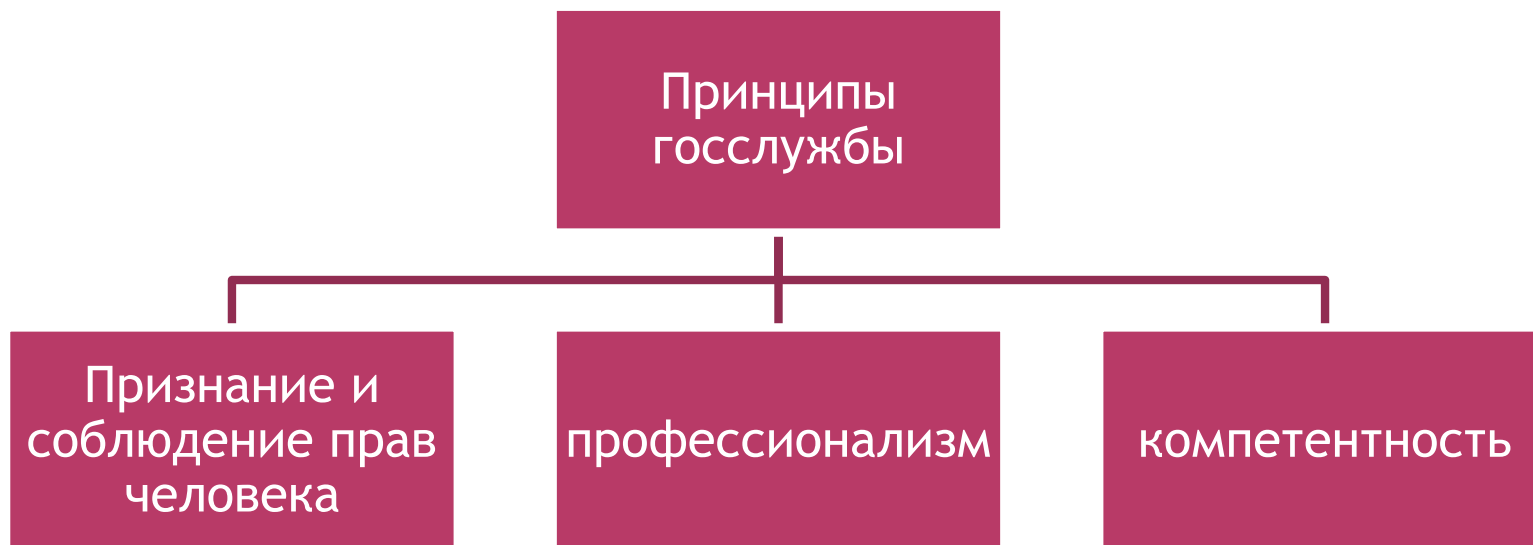 Принципы
госслужбы
Признание и
соблюдение прав
человека
профессионализм
компетентность